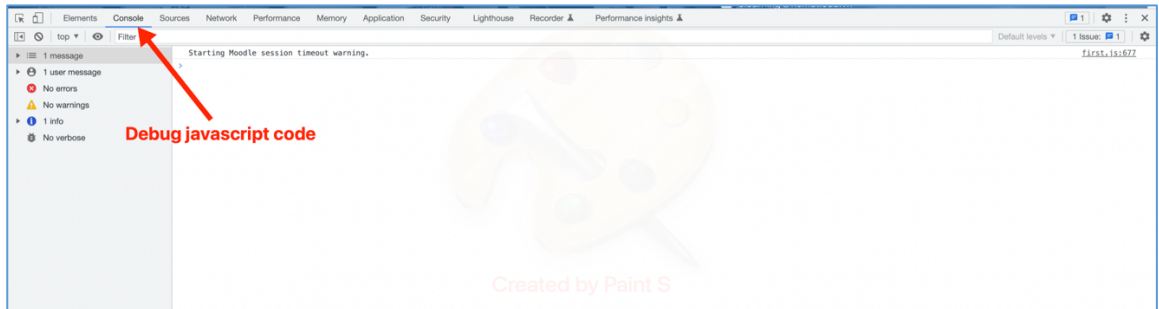 Elements Console Sources Network Performance Memory Application Security Lighthouse Recorder Performance insights 1
top Filter Default levels 1 Issue: 1
1 message
Starting Moodle session timeout warning. first.js:677
1 user message
No errors
No warnings
1 info
No verbose
Debug javascript code
Created by Paint S